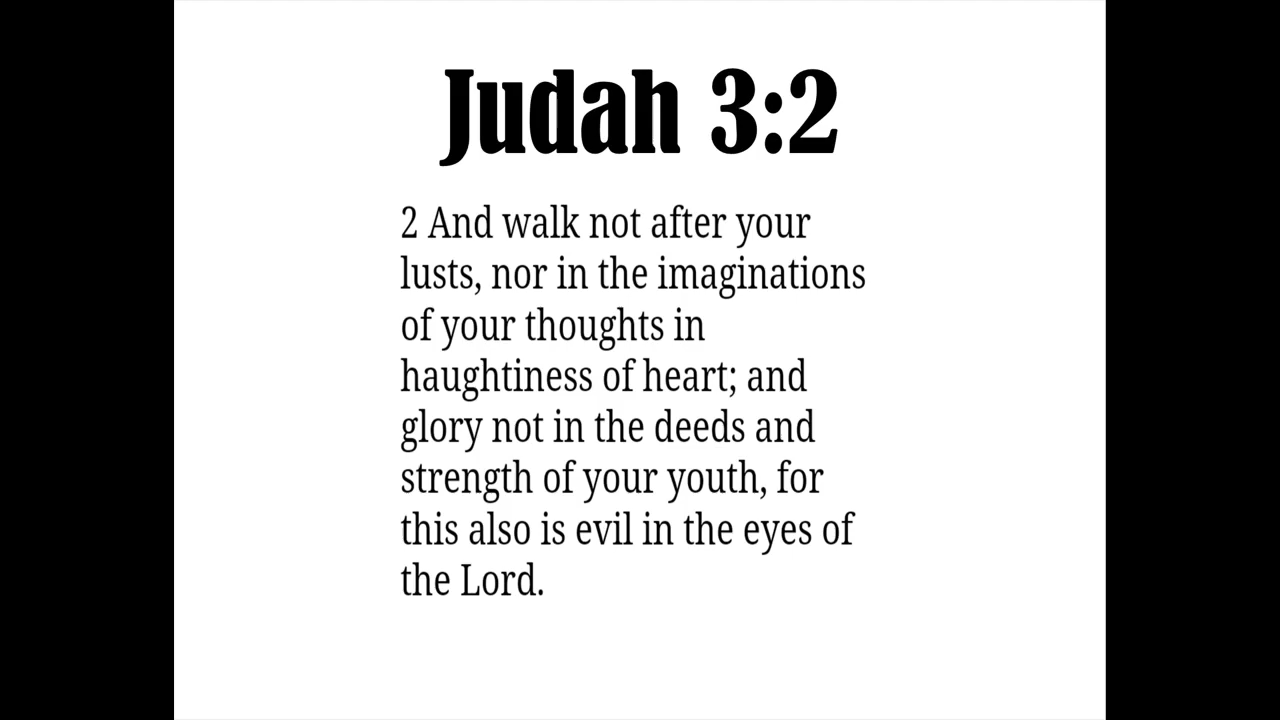 Judah 3:2
2 And walk not after your
lusts, nor in the imaginations
of your thoughts in
haughtiness of heart; and
glory not in the deeds and
strength of your youth, for
this also is evil in the eyes of
the Lord.